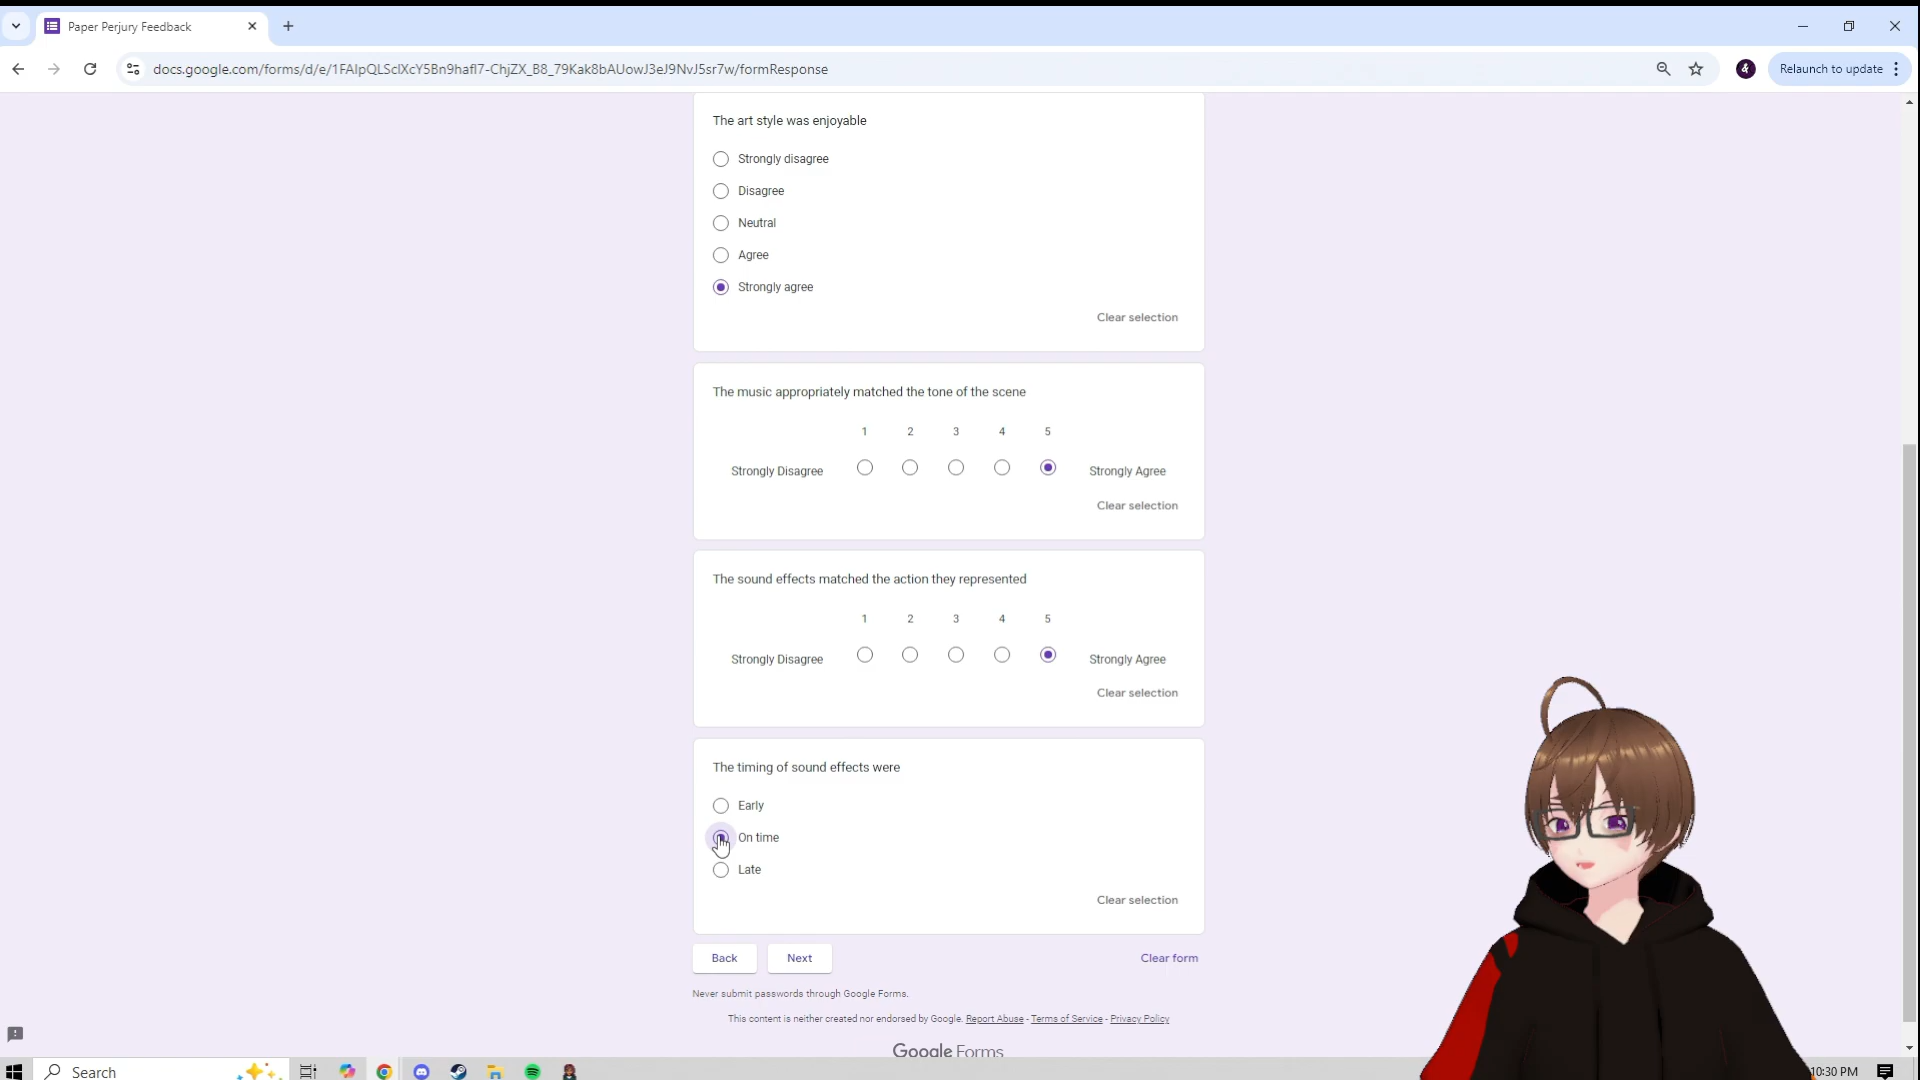 Paper Perjury Feedback
docs.google.com/forms/d/e/1FAIpQLSclXcY5Bn9hafl7-ChjZX_B8_79Kak8bAUowJ3eJ9NvJ5sr7w/formResponse
Relaunch to update
The art style was enjoyable
Strongly disagree
Disagree
Neutral
Agree
Strongly agree
Clear selection
The music appropriately matched the tone of the scene
1 2 3 4 5
Strongly Disagree Strongly Agree
Clear selection
The sound effects matched the action they represented
1 2 3 4 5
Strongly Disagree Strongly Agree
Clear selection
The timing of sound effects were
Early
On time
Late
Clear selection
Back Next Clear form
Never submit passwords through Google Forms.
This content is neither created nor endorsed by Google. Report Abuse - Terms of Service - Privacy Policy
Google Forms
Search 10:30 PM